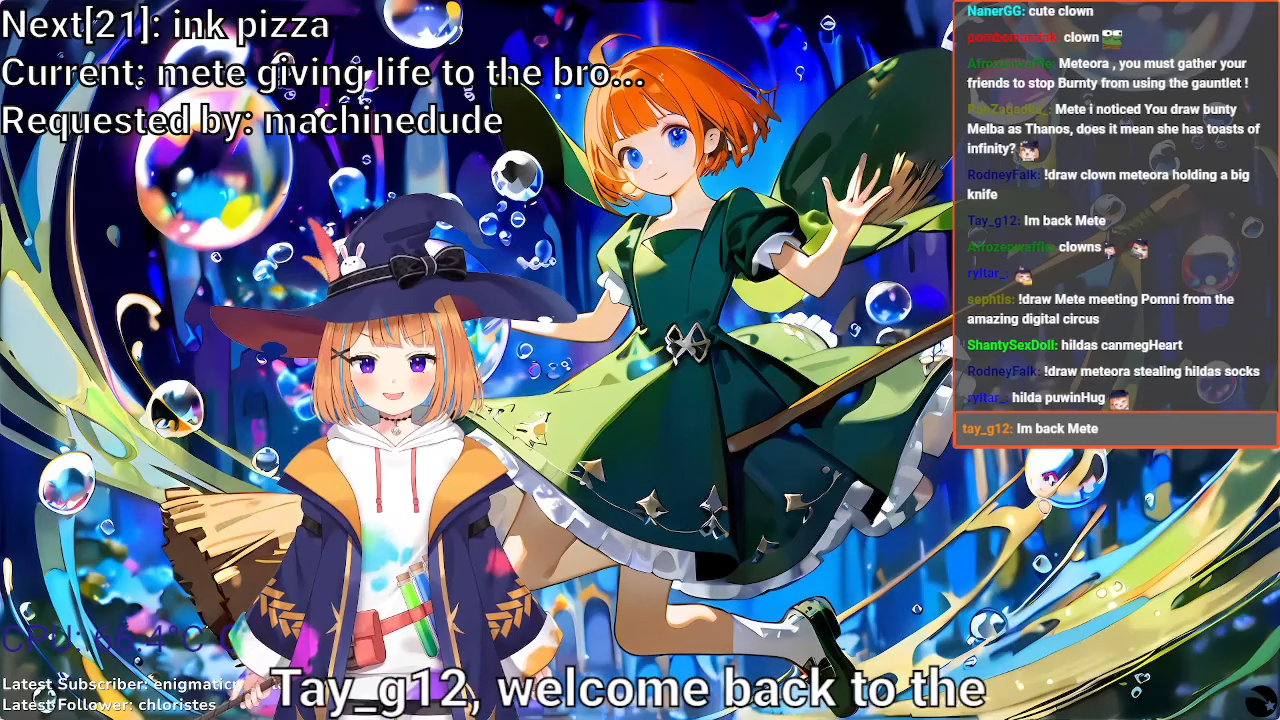 Next[21]: ink pizza
Current: mete giving life to the bro...
Requested by: machinedude
NanerGG: cute clown
clown
Meteora , you must gather your
friends to stop Burnty from using the gauntlet !
Mete i noticed You draw bunty
Melba as Thanos, does it mean she has toasts of
infinity?
RodneyFalk: !draw clown meteora holding a big
knife
Tay_g12: Im back Mete
clowns
ryltar_:
sephtis: !draw Mete meeting Pomni from the
amazing digital circus
ShantySexDoll: hildas canmegHeart
RodneyFalk: !draw meteora stealing hildas socks
ryltar_: hilda puwinHug
tay_g12: Im back Mete
CPU: 66.4°C
Latest Subscriber:
Latest Follower: chloristes
Tay_g12, welcome back to the